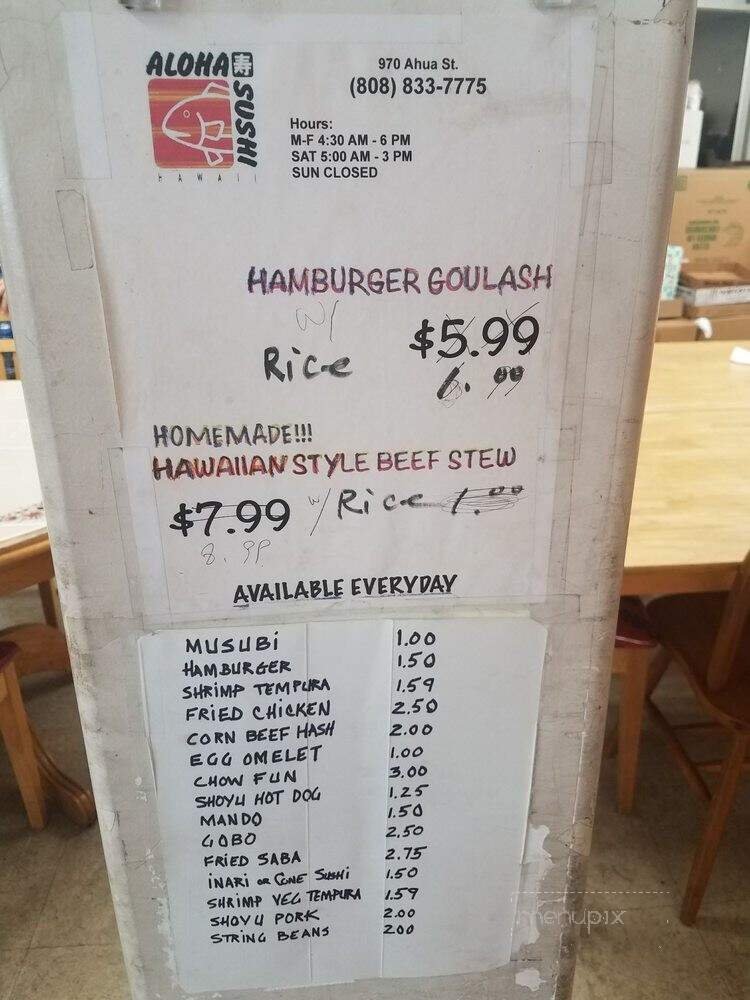 ALOHA 寿
SUSHI
HAWAII
970 Ahua St.
(808) 833-7775
Hours:
M-F 4:30 AM - 6 PM
SAT 5:00 AM - 3 PM
SUN CLOSED
HAMBURGER GOULASH
W/
Rice $5.99
6.00
HOMEMADE!!!
HAWAIIAN STYLE BEEF STEW
$7.99 w/ Rice 1.00
8.99
AVAILABLE EVERYDAY
MUSUBI 1.00
HAMBURGER 1.50
SHRIMP TEMPURA 1.59
FRIED CHICKEN 2.50
CORN BEEF HASH 2.00
EGG OMELET 1.00
CHOW FUN 3.00
SHOYU HOT DOG 1.25
MANDO 1.50
GOBO 2.50
FRIED SABA 2.75
INARI OR CONE SUSHI 1.50
SHRIMP VEG TEMPURA 1.59
SHOYU PORK 2.00
STRING BEANS 200
menupix